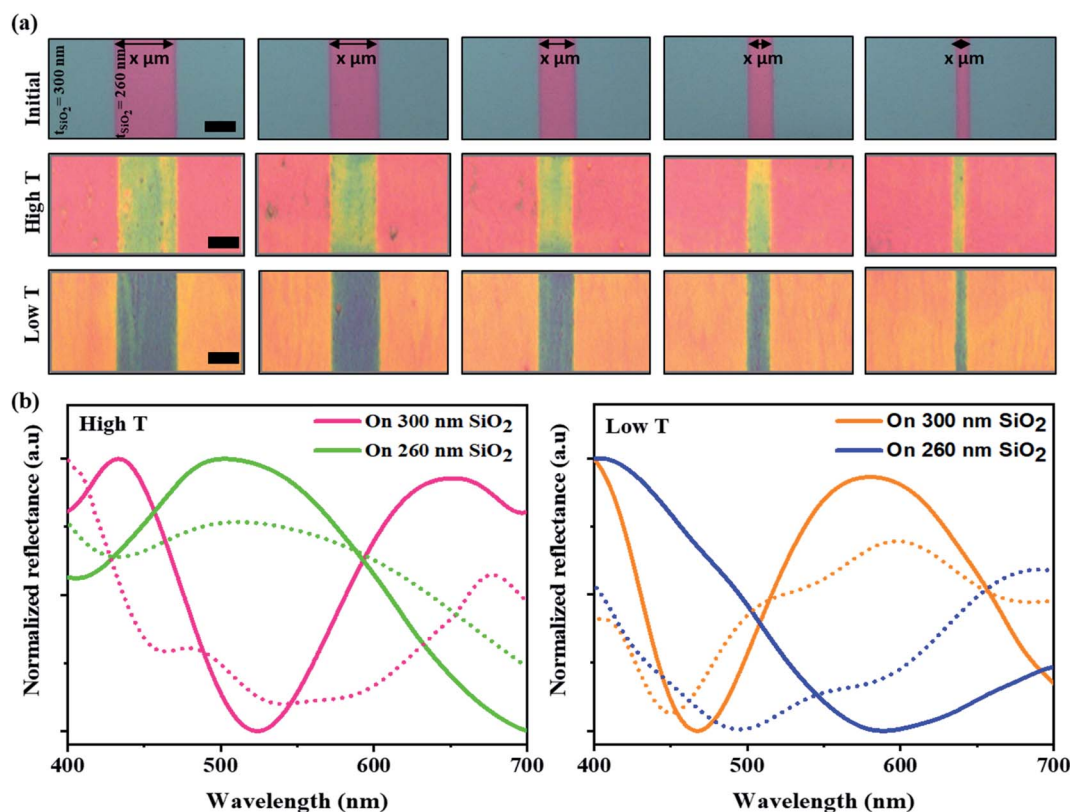 (a)
Initial
t_SiO₂ = 300 nm
t_SiO₂ = 260 nm
x μm
x μm
x μm
x μm
x μm
High T
Low T
(b)
High T
On 300 nm SiO₂
On 260 nm SiO₂
Normalized reflectance (a.u)
400
500
600
700
Wavelength (nm)
Low T
On 300 nm SiO₂
On 260 nm SiO₂
Normalized reflectance (a.u)
400
500
600
700
Wavelength (nm)